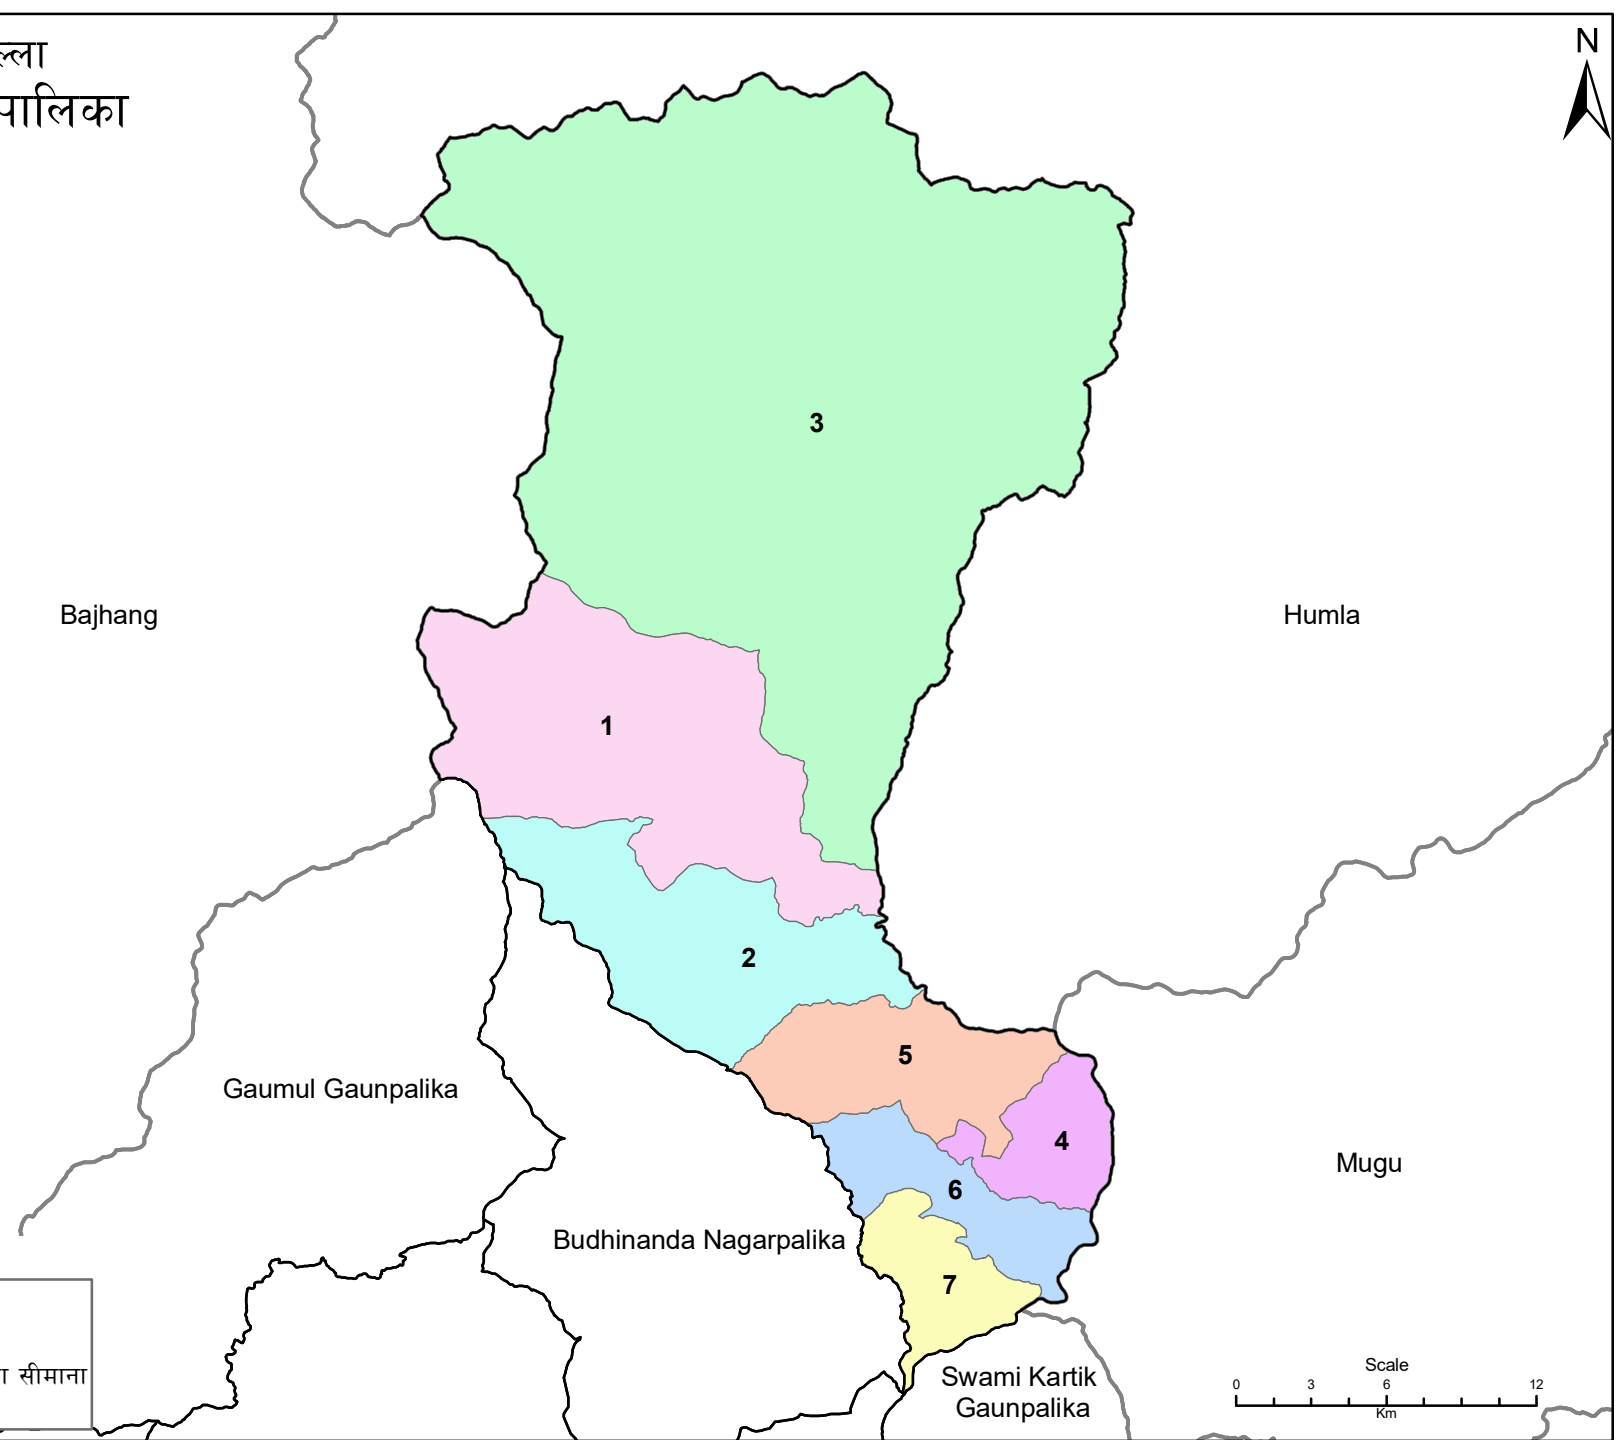 N
पालिका
3
Bajhang
Humla
1
2
5
Gaumul Gaunpalika
4
Mugu
6
Budhinanda Nagarpalika
7
सीमाना
Swami Kartik
Gaunpalika
Scale
0 3 6 12
Km